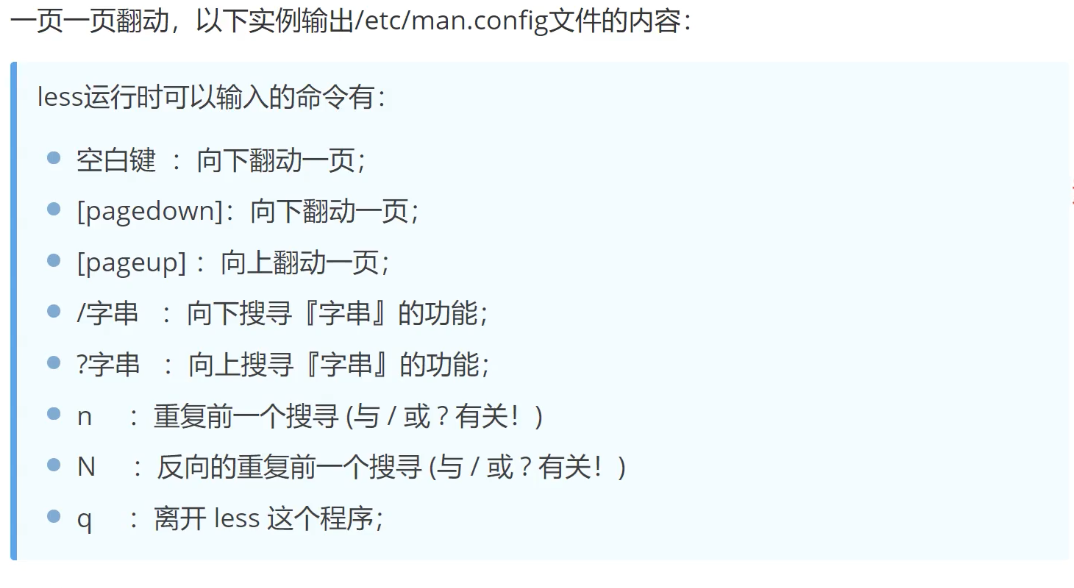 一页一页翻动，以下实例输出/etc/man.config文件的内容：
less运行时可以输入的命令有：
空白键 ：向下翻动一页；
[pagedown]：向下翻动一页；
[pageup]：向上翻动一页；
/字串 ：向下搜寻『字串』的功能；
?字串 ：向上搜寻『字串』的功能；
n ：重复前一个搜寻 (与 / 或 ? 有关！)
N ：反向的重复前一个搜寻 (与 / 或 ? 有关！)
q ：离开 less 这个程序；